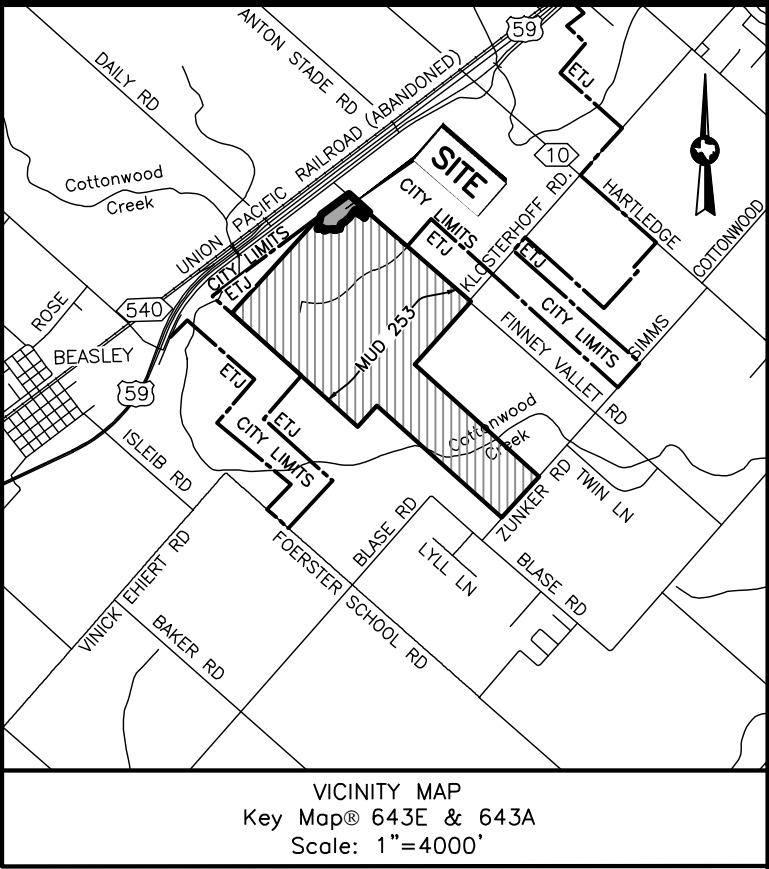 59
ANTON STADE RD
DAILY RD
UNION PACIFIC RAILROAD (ABANDONED)
ETJ
10
SITE
Cottonwood
Creek
CITY LIMITS
ETJ
KLOSTERHOFF RD.
HARTLEDGE
COTTONWOOD
CITY LIMITS
ETJ
ETJ
CITY LIMITS
540
ROSE
BEASLEY
59
MUD 253
FINNEY VALLET RD
SIMMS
ETJ
ETJ
CITY LIMITS
Cottonwood
Creek
ISLEIB RD
ZUNKER RD
TWIN LN
BLASE RD
LYLL LN
BLASE RD
FOERSTER SCHOOL RD
VINICK EHIERT RD
BAKER RD
VICINITY MAP
Key Map® 643E & 643A
Scale: 1"=4000'